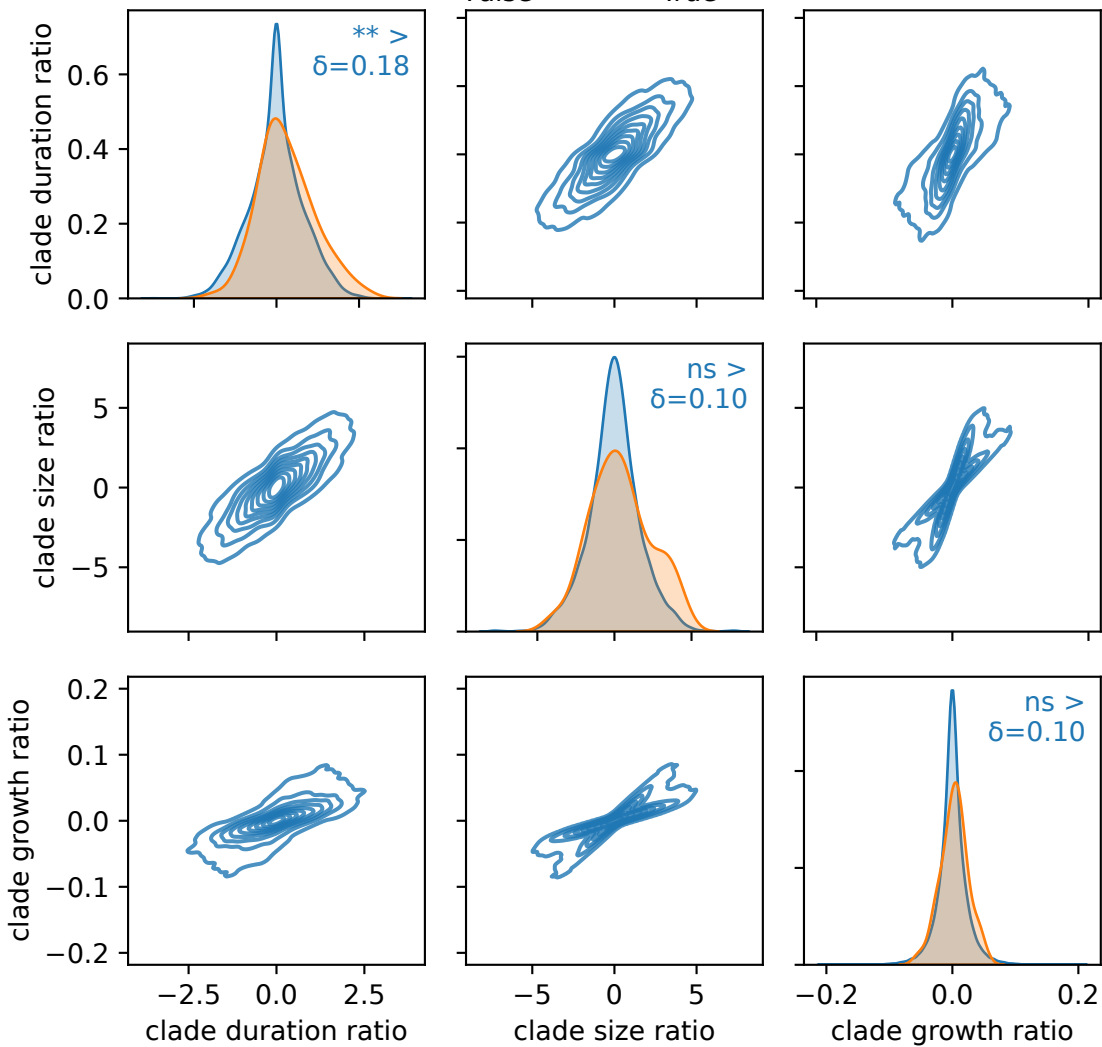 ** >
δ=0.18
clade duration ratio
0.6
0.4
0.2
0.0
ns >
δ=0.10
clade size ratio
5
0
−5
ns >
δ=0.10
clade growth ratio
0.2
0.1
0.0
−0.1
−0.2
−2.5 0.0 2.5
−5 0 5
−0.2 0.0 0.2
clade duration ratio
clade size ratio
clade growth ratio